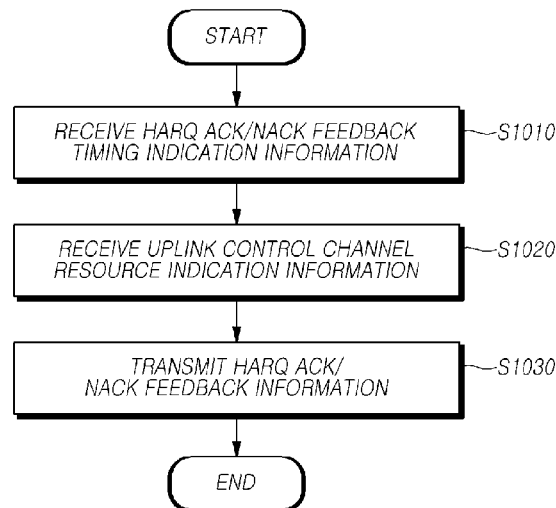 START
RECEIVE HARQ ACK/NACK FEEDBACK
TIMING INDICATION INFORMATION
S1010
RECEIVE UPLINK CONTROL CHANNEL
RESOURCE INDICATION INFORMATION
S1020
TRANSMIT HARQ ACK/
NACK FEEDBACK INFORMATION
S1030
END